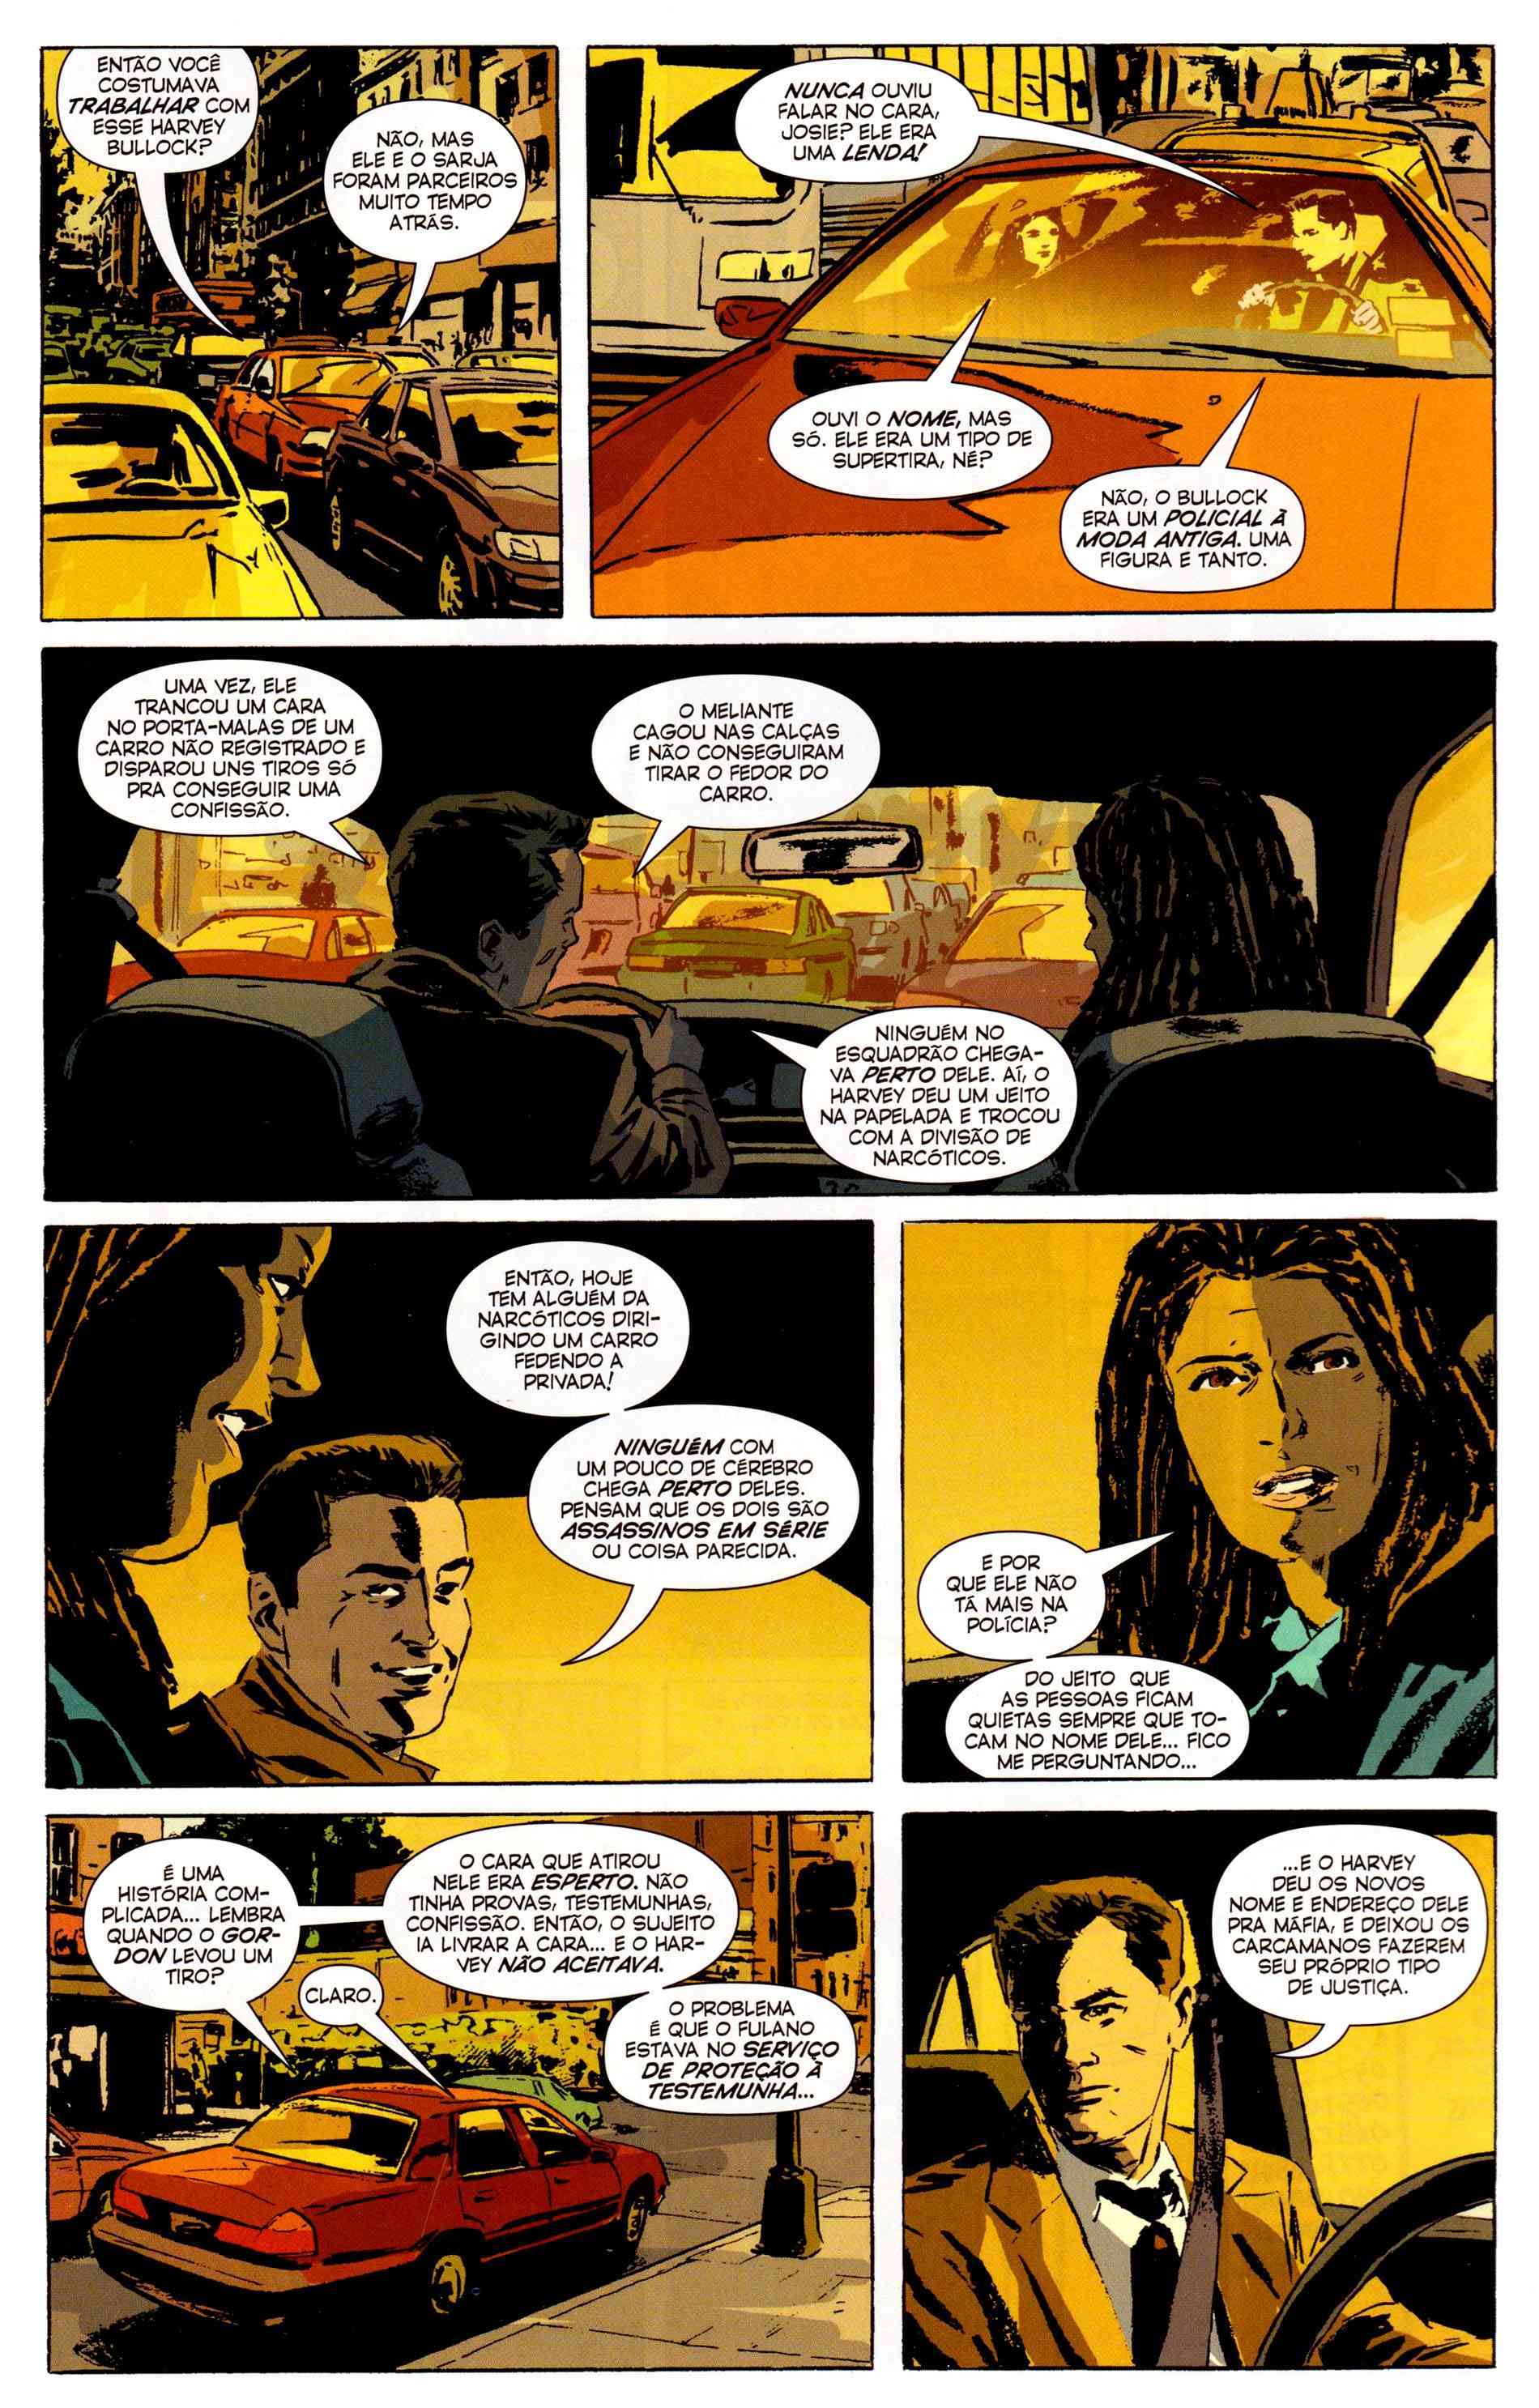 ENTÃO VOCÊ
COSTUMAVA
TRABALHAR COM
ESSE HARVEY
BULLOCK?
NÃO, MAS
ELE E O SARJA
FORAM PARCEIROS
MUITO TEMPO
ATRÁS.
NUNCA OUVIU
FALAR NO CARA,
JOSIE? ELE ERA
UMA LENDA!
OUVI O NOME, MAS
SÓ. ELE ERA UM TIPO DE
SUPERTIRA, NÉ?
NÃO, O BULLOCK
ERA UM POLICIAL À
MODA ANTIGA. UMA
FIGURA E TANTO.
UMA VEZ, ELE
TRANCOU UM CARA
NO PORTA-MALAS DE UM
CARRO NÃO REGISTRADO E
DISPAROU UNS TIROS SÓ
PRA CONSEGUIR UMA
CONFISSÃO.
O MELIANTE
CAGOU NAS CALÇAS
E NÃO CONSEGUIRAM
TIRAR O FEDOR DO
CARRO.
NINGUÉM NO
ESQUADRÃO CHEGA-
VA PERTO DELE. AÍ, O
HARVEY DEU UM JEITO
NA PAPELADA E TROCOU
COM A DIVISÃO DE
NARCÓTICOS.
ENTÃO, HOJE
TEM ALGUÉM DA
NARCÓTICOS DIRI-
GINDO UM CARRO
FEDENDO A
PRIVADA!
NINGUÉM COM
UM POUCO DE CÉREBRO
CHEGA PERTO DELES.
PENSAM QUE OS DOIS SÃO
ASSASSINOS EM SÉRIE
OU COISA PARECIDA.
E POR
QUE ELE NÃO
TÁ MAIS NA
POLÍCIA?
DO JEITO QUE
AS PESSOAS FICAM
QUIETAS SEMPRE QUE TO-
CAM NO NOME DELE... FICO
ME PERGUNTANDO...
É UMA
HISTÓRIA COM-
PLICADA... LEMBRA
QUANDO O GOR-
DON LEVOU UM
TIRO?
CLARO.
O CARA QUE ATIROU
NELE ERA ESPERTO. NÃO
TINHA PROVAS, TESTEMUNHAS,
CONFISSÃO. ENTÃO, O SUJEITO
IA LIVRAR A CARA... E O HAR-
VEY NÃO ACEITAVA.
O PROBLEMA
É QUE O FULANO
ESTAVA NO SERVIÇO
DE PROTEÇÃO À
TESTEMUNHA...
...E O HARVEY
DEU OS NOVOS
NOME E ENDEREÇO DELE
PRA MÁFIA, E DEIXOU OS
CARCAMANOS FAZEREM
SEU PRÓPRIO TIPO
DE JUSTIÇA.